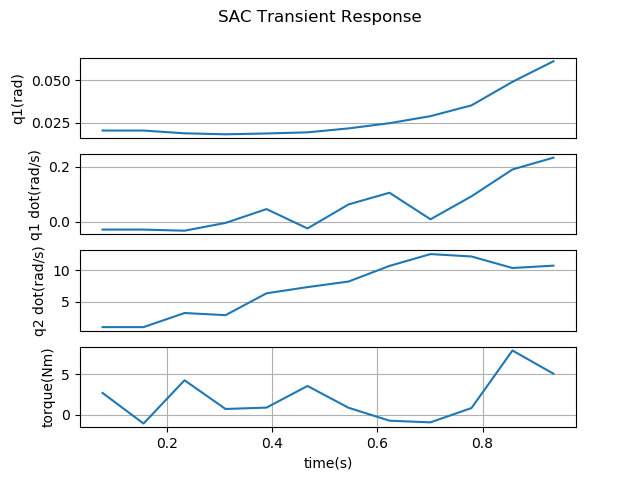 SAC Transient Response
q1(rad)
0.050
0.025
q1 dot(rad/s)
0.2
0.0
q2 dot(rad/s)
10
5
torque(Nm)
5
0
0.2 0.4 0.6 0.8
time(s)